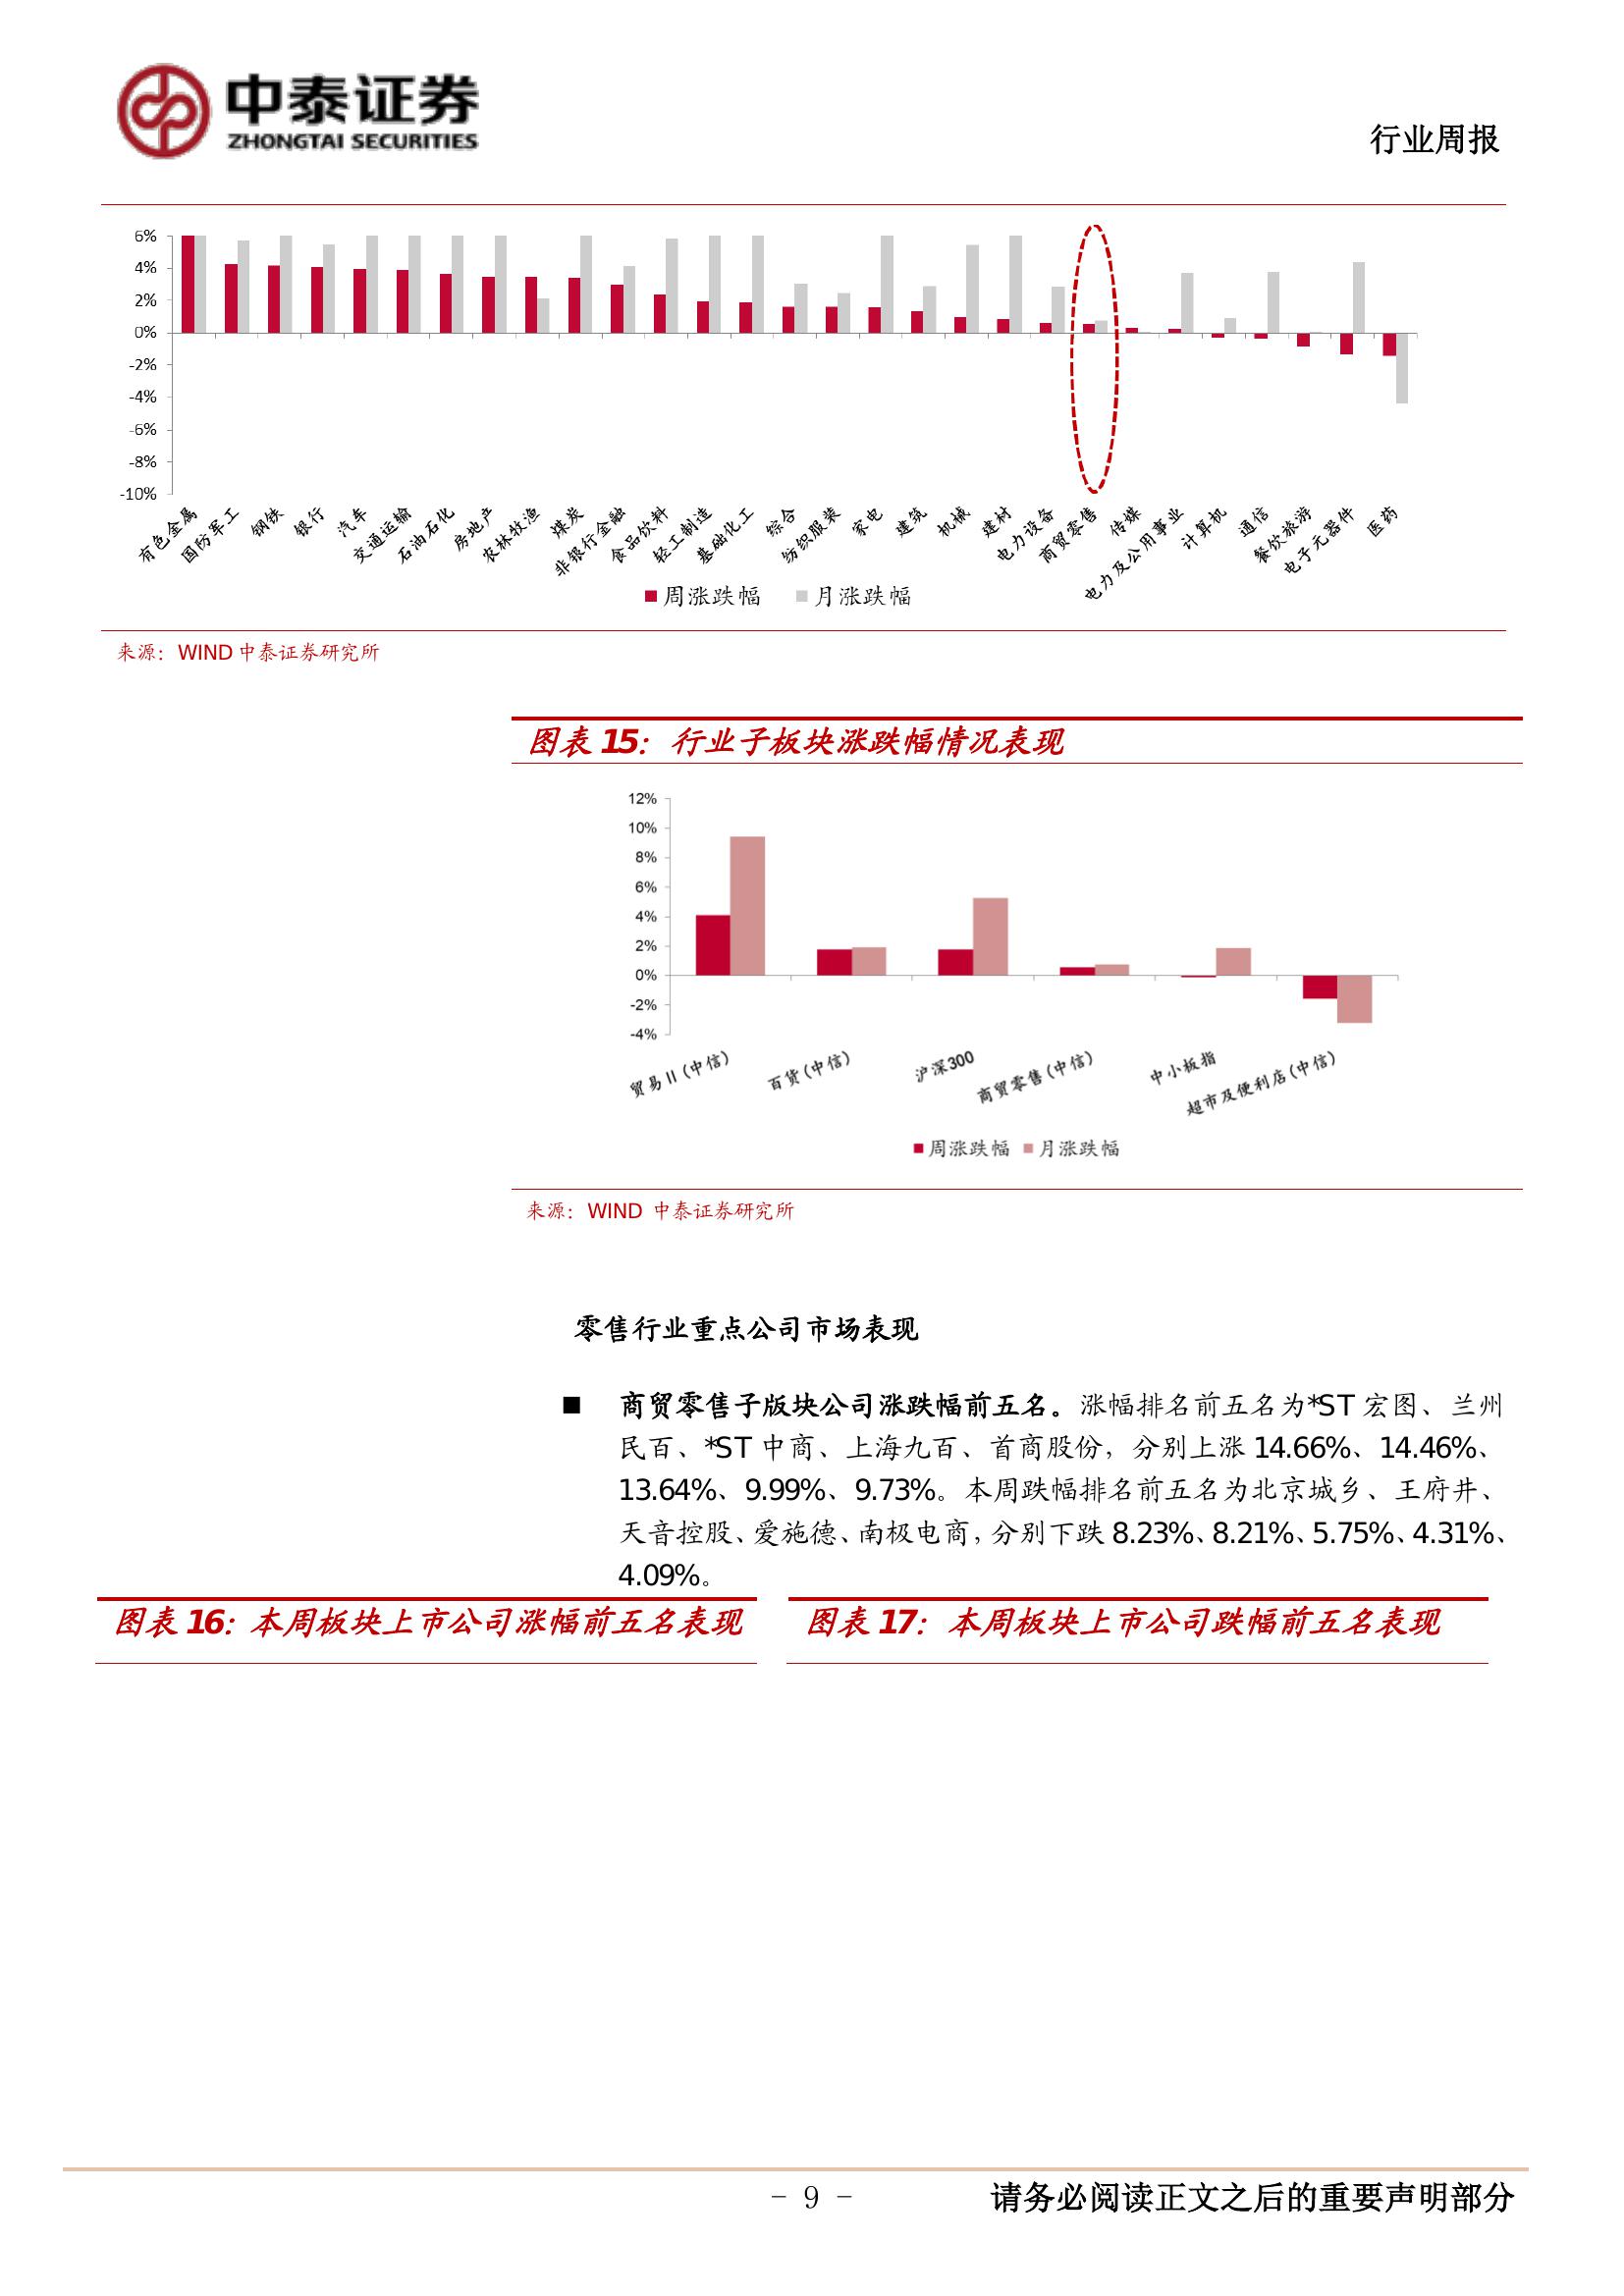 中泰证券
ZHONGTAI SECURITIES
行业周报
6%
4%
2%
0%
-2%
-4%
-6%
-8%
-10%
有色金属
国防军工
钢铁
银行
汽车
交通运输
石油石化
房地产
农林牧渔
煤炭
非银行金融
食品饮料
轻工制造
基础化工
综合
纺织服装
家电
建筑
机械
建材
电力设备
商贸零售
传媒
电力及公用事业
计算机
通信
餐饮旅游
电子元器件
医药
周涨跌幅 月涨跌幅
来源：WIND 中泰证券研究所
图表 15：行业子板块涨跌幅情况表现
12%
10%
8%
6%
4%
2%
0%
-2%
-4%
贸易Ⅱ(中信)
百货(中信)
沪深300
商贸零售(中信)
中小板指
超市及便利店(中信)
周涨跌幅 月涨跌幅
来源：WIND 中泰证券研究所
零售行业重点公司市场表现
■ 商贸零售子版块公司涨跌幅前五名。涨幅排名前五名为*ST 宏图、兰州
民百、*ST 中商、上海九百、首商股份，分别上涨 14.66%、14.46%、
13.64%、9.99%、9.73%。本周跌幅排名前五名为北京城乡、王府井、
天音控股、爱施德、南极电商，分别下跌 8.23%、8.21%、5.75%、4.31%、
4.09%。
图表 16：本周板块上市公司涨幅前五名表现
图表 17：本周板块上市公司跌幅前五名表现
- 9 -
请务必阅读正文之后的重要声明部分